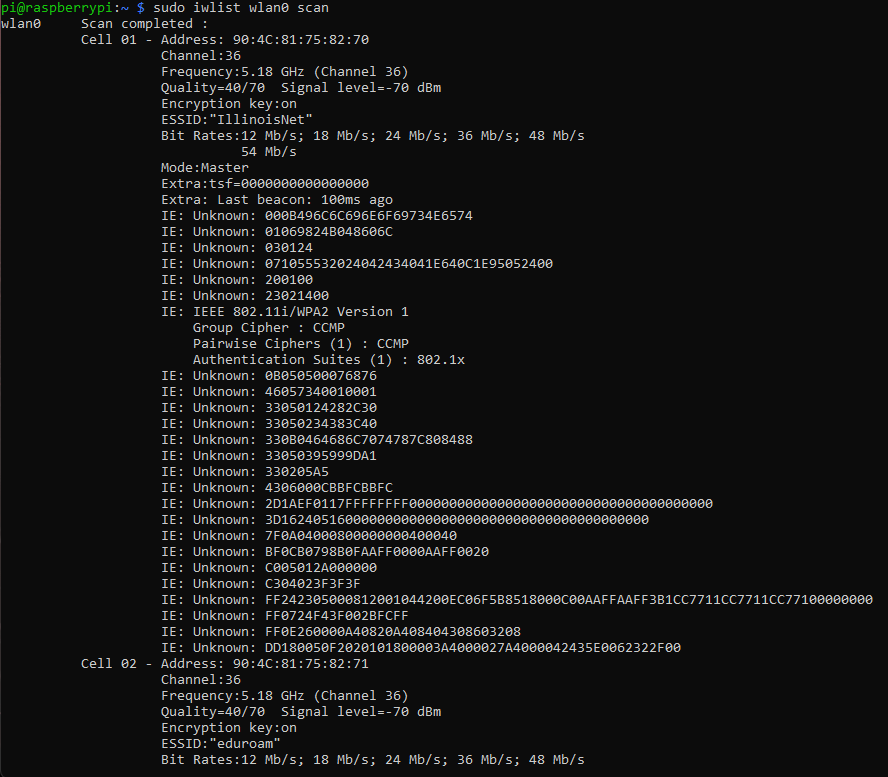 pi@raspberrypi:~ $ sudo iwlist wlan0 scan
wlan0     Scan completed :
          Cell 01 - Address: 90:4C:81:75:82:70
                    Channel:36
                    Frequency:5.18 GHz (Channel 36)
                    Quality=40/70  Signal level=-70 dBm
                    Encryption key:on
                    ESSID:"IllinoisNet"
                    Bit Rates:12 Mb/s; 18 Mb/s; 24 Mb/s; 36 Mb/s; 48 Mb/s
                              54 Mb/s
                    Mode:Master
                    Extra:tsf=0000000000000000
                    Extra: Last beacon: 100ms ago
                    IE: Unknown: 000B496C6C696E6F69734E6574
                    IE: Unknown: 01069824B048606C
                    IE: Unknown: 030124
                    IE: Unknown: 071055532024042434041E640C1E95052400
                    IE: Unknown: 200100
                    IE: Unknown: 23021400
                    IE: IEEE 802.11i/WPA2 Version 1
                        Group Cipher : CCMP
                        Pairwise Ciphers (1) : CCMP
                        Authentication Suites (1) : 802.1x
                    IE: Unknown: 0B050500076876
                    IE: Unknown: 46057340010001
                    IE: Unknown: 33050124282C30
                    IE: Unknown: 33050234383C40
                    IE: Unknown: 330B0464686C7074787C808488
                    IE: Unknown: 33050395999DA1
                    IE: Unknown: 330205A5
                    IE: Unknown: 4306000CBBFCBBFC
                    IE: Unknown: 2D1AEF0117FFFFFFFF00000000000000000000000000000000000000
                    IE: Unknown: 3D162405160000000000000000000000000000000000000000
                    IE: Unknown: 7F0A04000800000000400040
                    IE: Unknown: BF0CB0798B0FAAFF0000AAFF0020
                    IE: Unknown: C005012A000000
                    IE: Unknown: C304023F3F3F
                    IE: Unknown: FF242305000812001044200EC06F5B8518000C00AAFFAAFF3B1CC7711CC7711CC77100000000
                    IE: Unknown: FF0724F43F002BFCFF
                    IE: Unknown: FF0E260000A40820A408404308603208
                    IE: Unknown: DD180050F2020101800003A4000027A4000042435E0062322F00
          Cell 02 - Address: 90:4C:81:75:82:71
                    Channel:36
                    Frequency:5.18 GHz (Channel 36)
                    Quality=40/70  Signal level=-70 dBm
                    Encryption key:on
                    ESSID:"eduroam"
                    Bit Rates:12 Mb/s; 18 Mb/s; 24 Mb/s; 36 Mb/s; 48 Mb/s